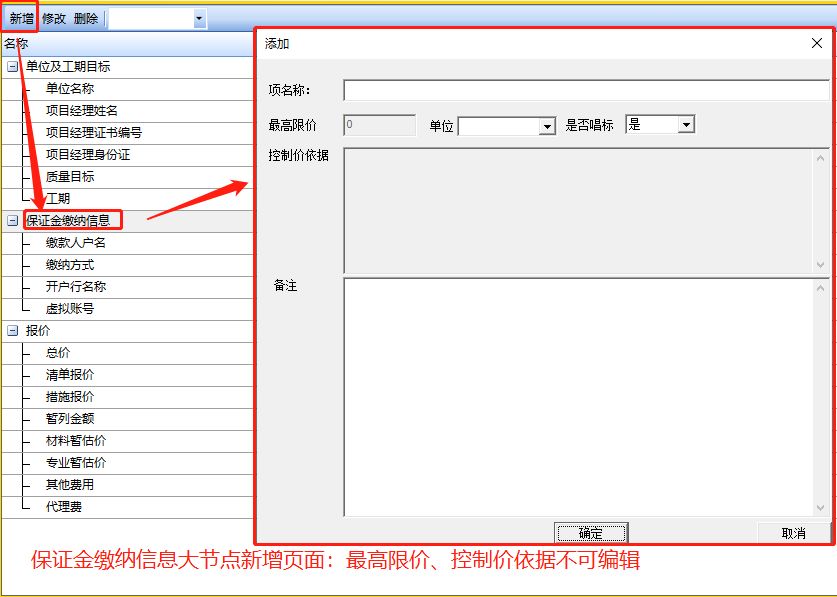 新增 修改 删除
名称
单位及工期目标
单位名称
项目经理姓名
项目经理证书编号
项目经理身份证
质量目标
工期
保证金缴纳信息
缴款人户名
缴纳方式
开户行名称
虚拟账号
报价
总价
清单报价
措施报价
暂列金额
材料暂估价
专业暂估价
其他费用
代理费
添加
项名称：
最高限价 0 单位 是否唱标 是
控制价依据
备注
确定 取消
保证金缴纳信息大节点新增页面：最高限价、控制价依据不可编辑